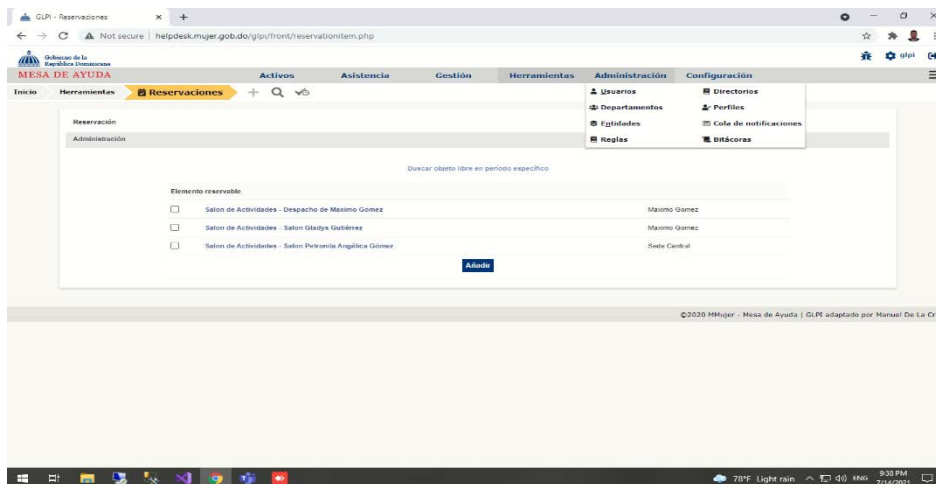 GLPI - Reservaciones
Not secure | helpdesk.mujer.gob.do/glpi/front/reservationitem.php
Gobierno de la
República Dominicana
glpi
MESA DE AYUDA Activos Asistencia Gestión Herramientas Administración Configuración
Inicio Herramientas Reservaciones
Usuarios Directorios
Departamentos Perfiles
Entidades Cola de notificaciones
Reglas Bitácoras
Reservación
Administración
Buscar objeto libre en período específico
Elemento reservable
Salon de Actividades - Despacho de Maximo Gomez Maximo Gomez
Salon de Actividades - Salon Gladys Gutiérrez Maximo Gomez
Salon de Actividades - Salon Petronila Angélica Gómez Sede Central
Añadir
©2020 MMujer - Mesa de Ayuda | GLPI adaptado por Manuel De La Cr
78°F Light rain ENG 9:38 PM
7/14/2021